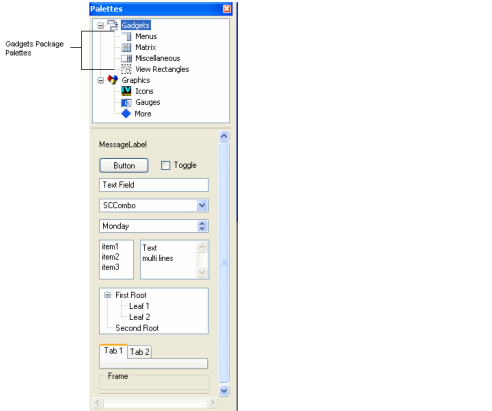 Palettes
Gadgets
Menus
Matrix
Miscellaneous
View Rectangles
Graphics
Icons
Gauges
More
Gadgets Package
Palettes
MessageLabel
Button
Toggle
Text Field
SCCombo
Monday
item1
item2
item3
Text
multi lines
First Root
Leaf 1
Leaf 2
Second Root
Tab 1
Tab 2
Frame